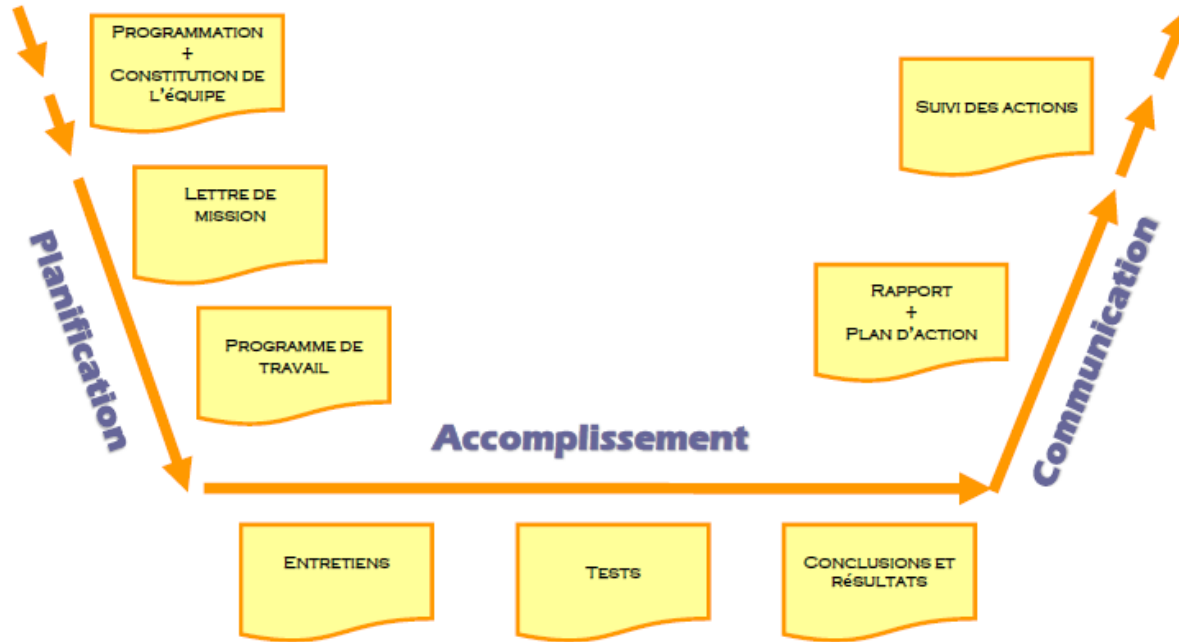 Programmation
+
Constitution de
l'équipe
Lettre de
mission
Programme de
travail
Planification
Accomplissement
Entretiens
Tests
Conclusions et
résultats
Communication
Rapport
+
Plan d'action
Suivi des actions